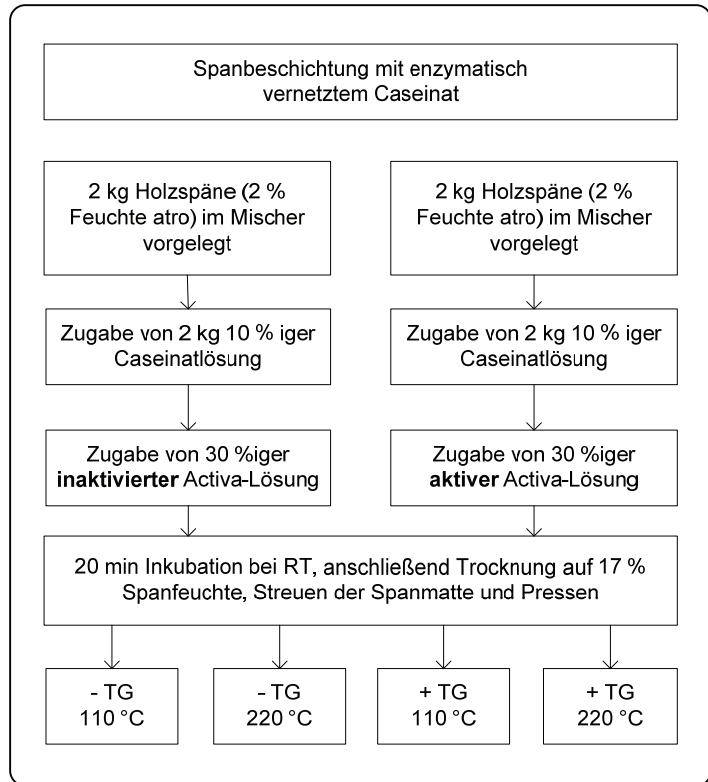 Spanbeschichtung mit enzymatisch
vernetztem Caseinat
2 kg Holzspäne (2 %
Feuchte atro) im Mischer
vorgelegt
2 kg Holzspäne (2 %
Feuchte atro) im Mischer
vorgelegt
Zugabe von 2 kg 10 % iger
Caseinatlösung
Zugabe von 2 kg 10 % iger
Caseinatlösung
Zugabe von 30 %iger
inaktivierter Activa-Lösung
Zugabe von 30 %iger
aktiver Activa-Lösung
20 min Inkubation bei RT, anschließend Trocknung auf 17 %
Spanfeuchte, Streuen der Spanmatte und Pressen
- TG
110 °C
- TG
220 °C
+ TG
110 °C
+ TG
220 °C